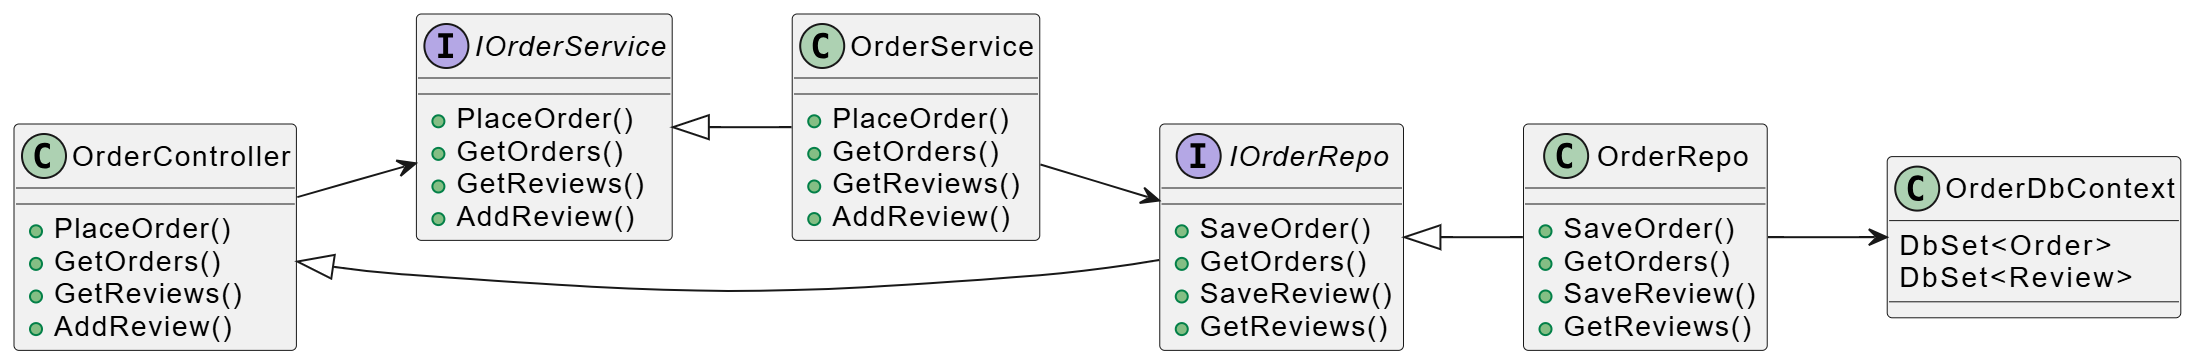 C OrderController
PlaceOrder()
GetOrders()
GetReviews()
AddReview()
I IOrderService
PlaceOrder()
GetOrders()
GetReviews()
AddReview()
C OrderService
PlaceOrder()
GetOrders()
GetReviews()
AddReview()
I IOrderRepo
SaveOrder()
GetOrders()
SaveReview()
GetReviews()
C OrderRepo
SaveOrder()
GetOrders()
SaveReview()
GetReviews()
C OrderDbContext
DbSet<Order>
DbSet<Review>